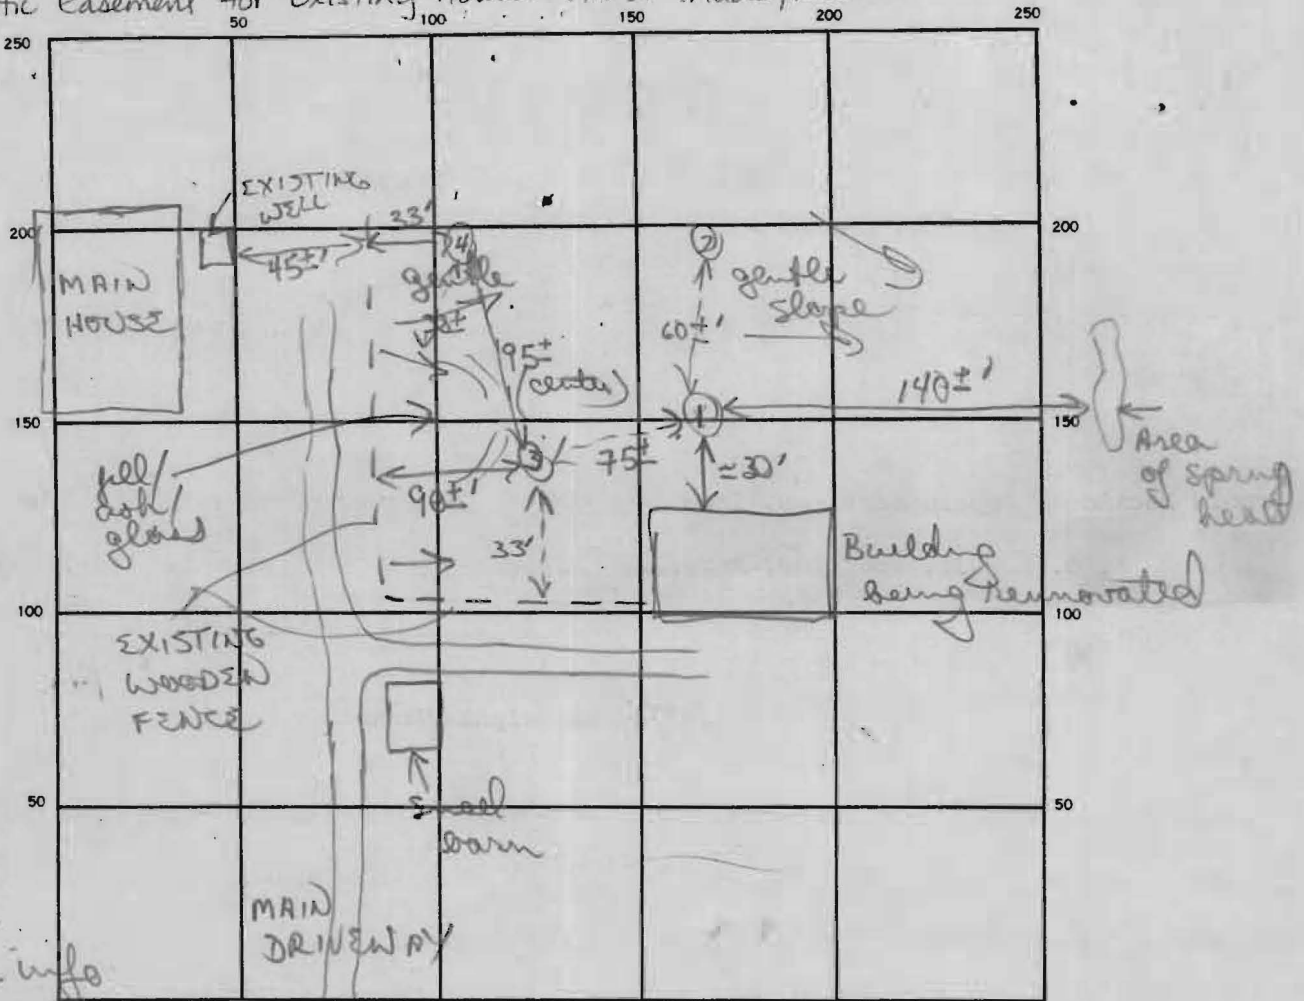 tic Easement for Existing
50 100 150 200 250
250
200 200
150 150
100 100
50 50
EXISTING
WELL
33'
45±'
4
2
MAIN
HOUSE
gentle
gentle
slope
60±'
95±
(center)
140±'
1
3
75±
90±'
≈30'
33'
Area
of spring
head
fill/
ash/
glass
Building
being rennovated
EXISTING
WOODEN
FENCE
small
barn
MAIN
DRIVEWAY
info